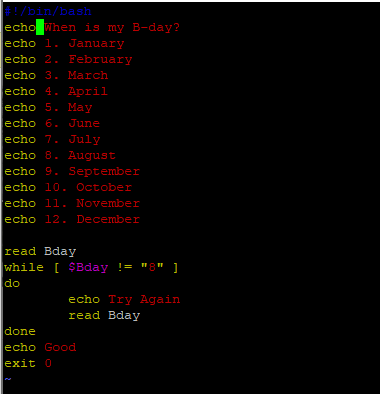 #!/bin/bash
echo When is my B-day?
echo 1. January
echo 2. February
echo 3. March
echo 4. April
echo 5. May
echo 6. June
echo 7. July
echo 8. August
echo 9. September
echo 10. October
echo 11. November
echo 12. December

read Bday
while [ $Bday != "8" ]
do
        echo Try Again
        read Bday
done
echo Good
exit 0
~